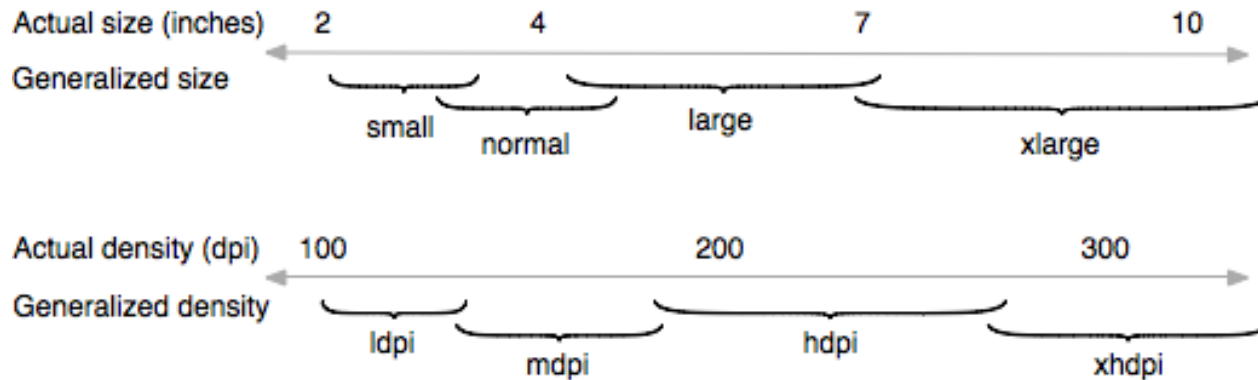 Actual size (inches) 2 4 7 10
Generalized size
small normal large xlarge
Actual density (dpi) 100 200 300
Generalized density
ldpi mdpi hdpi xhdpi